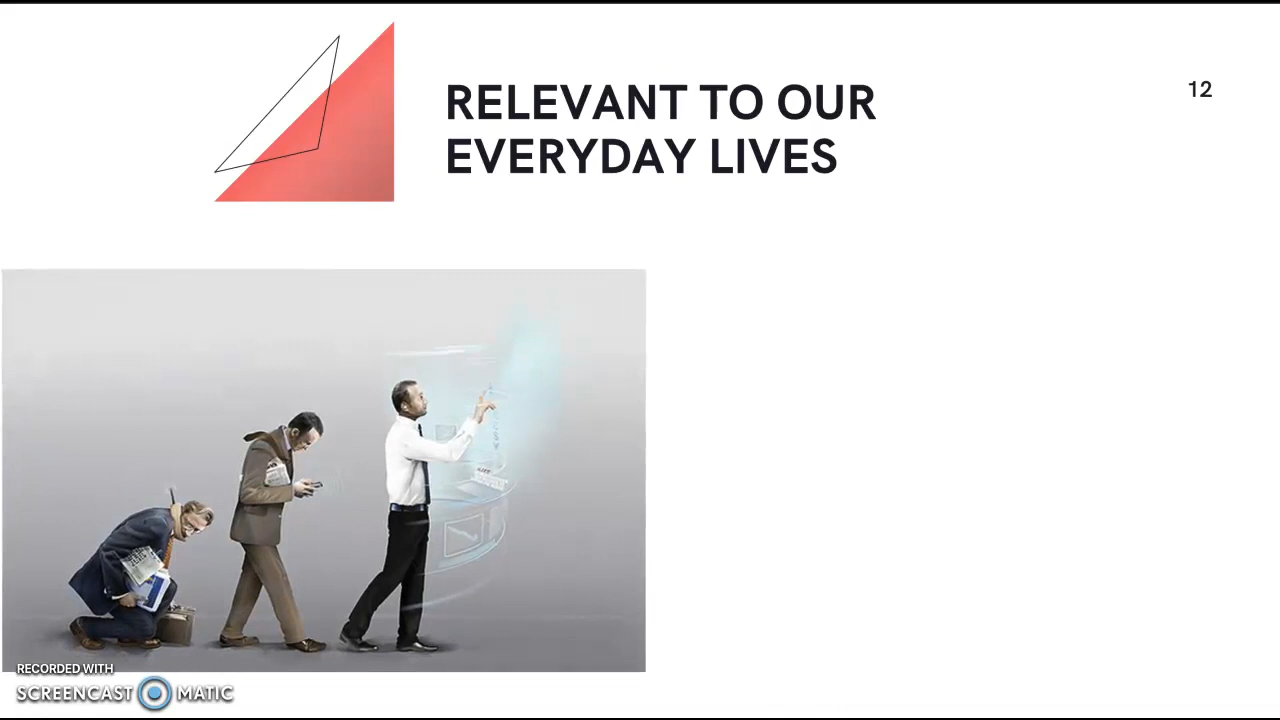 RELEVANT TO OUR
EVERYDAY LIVES
12
RECORDED WITH
SCREENCAST MATIC